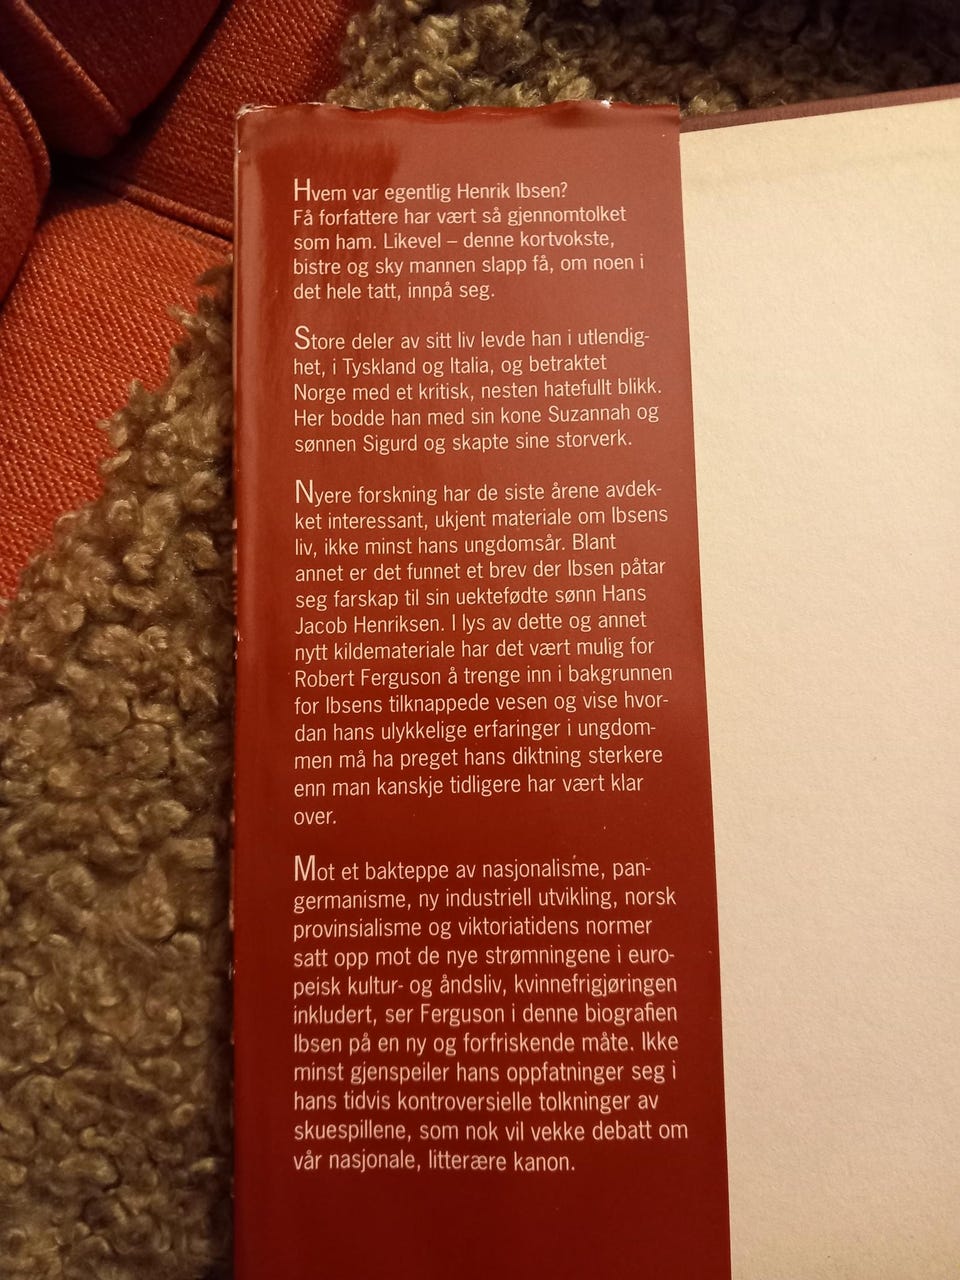 Hvem var egentlig Henrik Ibsen?
Få forfattere har vært så gjennomtolket
som ham. Likevel – denne kortvokste,
bistre og sky mannen slapp få, om noen i
det hele tatt, innpå seg.
Store deler av sitt liv levde han i utlendig-
het, i Tyskland og Italia, og betraktet
Norge med et kritisk, nesten hatefullt blikk.
Her bodde han med sin kone Suzannah og
sønnen Sigurd og skapte sine storverk.
Nyere forskning har de siste årene avdek-
ket interessant, ukjent materiale om Ibsens
liv, ikke minst hans ungdomsår. Blant
annet er det funnet et brev der Ibsen påtar
seg farskap til sin uektefødte sønn Hans
Jacob Henriksen. I lys av dette og annet
nytt kildemateriale har det vært mulig for
Robert Ferguson å trenge inn i bakgrunnen
for Ibsens tilknappede vesen og vise hvor-
dan hans ulykkelige erfaringer i ungdom-
men må ha preget hans diktning sterkere
enn man kanskje tidligere har vært klar
over.
Mot et bakteppe av nasjonalisme, pan-
germanisme, ny industriell utvikling, norsk
provinsialisme og viktoriatidens normer
satt opp mot de nye strømningene i euro-
peisk kultur- og åndsliv, kvinnefrigjøringen
inkludert, ser Ferguson i denne biografien
Ibsen på en ny og forfriskende måte. Ikke
minst gjenspeiler hans oppfatninger seg i
hans tidvis kontroversielle tolkninger av
skuespillene, som nok vil vekke debatt om
vår nasjonale, litterære kanon.